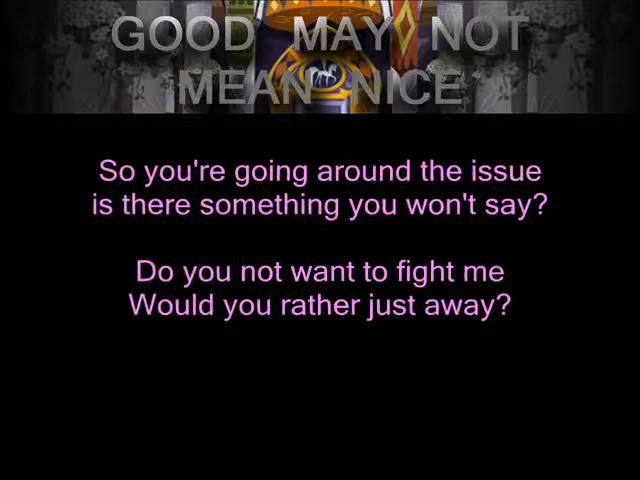 GOOD MAY NOT
MEAN NICE
So you're going around the issue
is there something you won't say?
Do you not want to fight me
Would you rather just away?